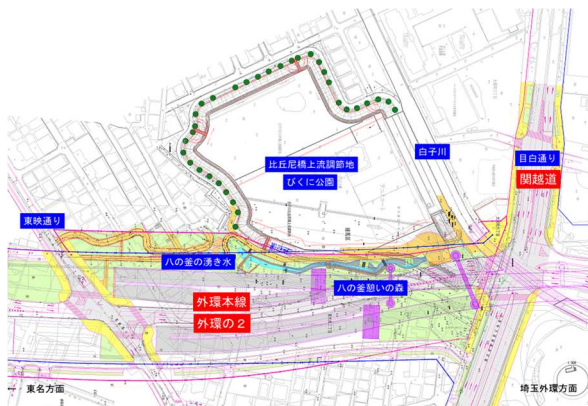 比丘尼橋上流調節地
びくに公園
白子川
目白通り
関越道
東映通り
八の釜の湧き水
八の釜憩いの森
外環本線
外環の2
← 東名方面
埼玉外環方面